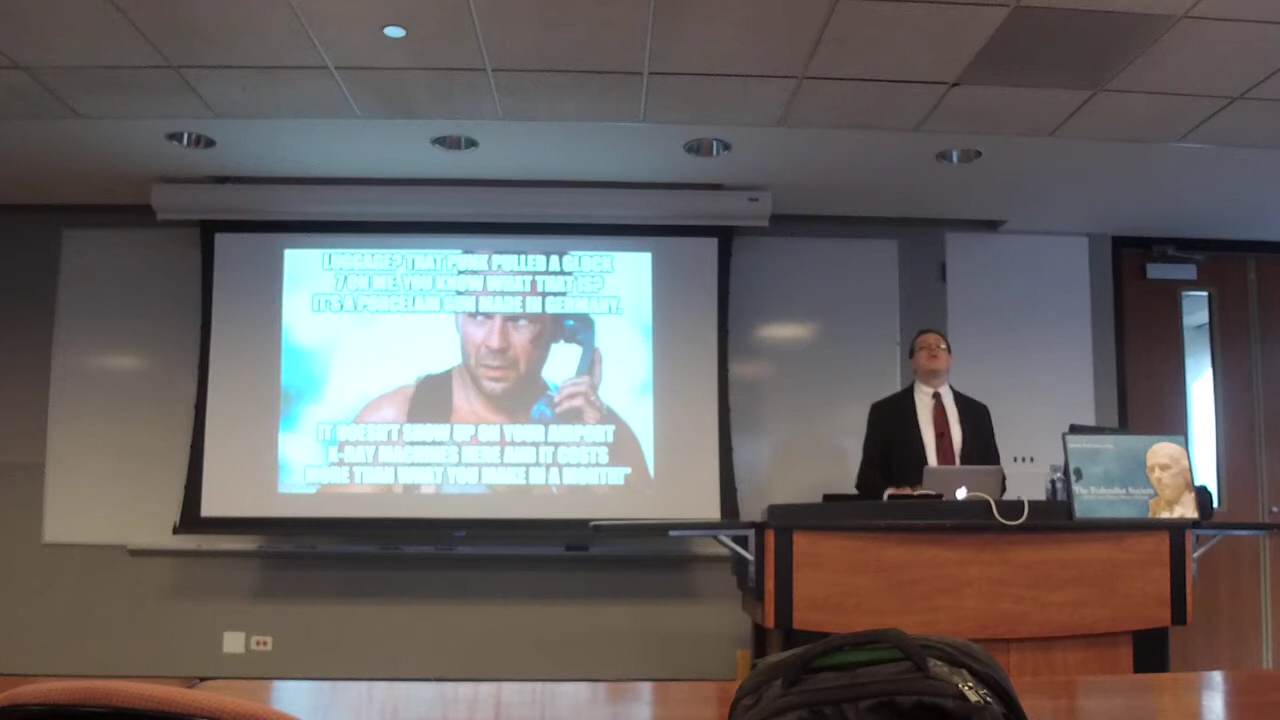 LUGGAGE? THAT PUNK PULLED A GLOCK
7 ON ME. YOU KNOW WHAT THAT IS?
IT'S A PORCELAIN GUN MADE IN GERMANY.
IT DOESN'T SHOW UP ON YOUR AIRPORT
X-RAY MACHINES HERE AND IT COSTS
MORE THAN WHAT YOU MAKE IN A MONTH"
The Federalist Society